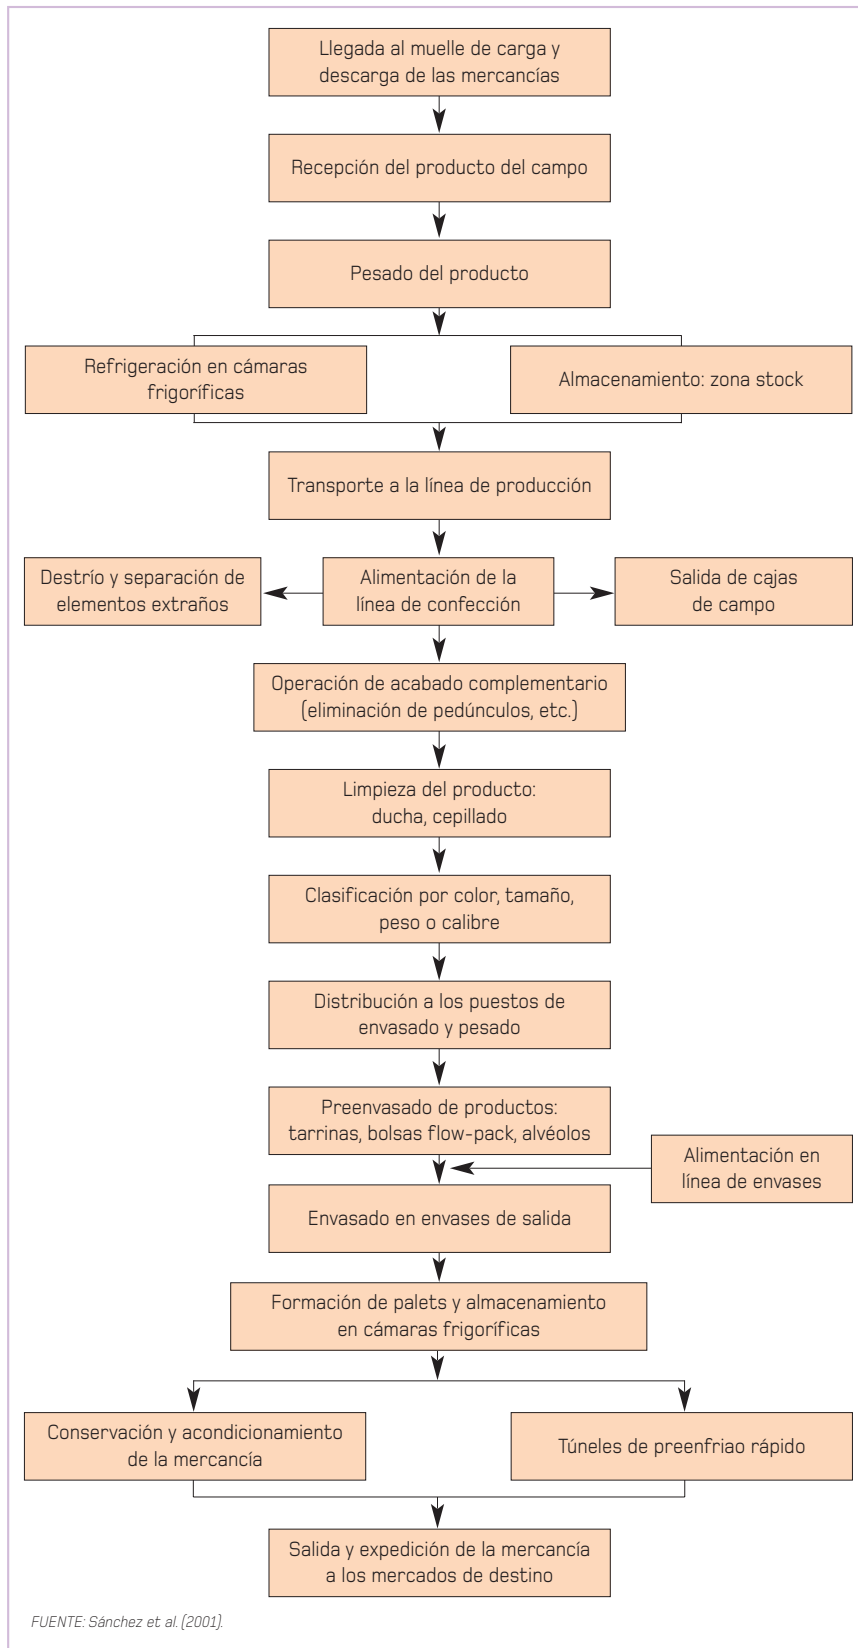 Llegada al muelle de carga y
descarga de las mercancías
Recepción del producto del campo
Pesado del producto
Refrigeración en cámaras
frigoríficas
Almacenamiento: zona stock
Transporte a la línea de producción
Destrío y separación de
elementos extraños
Alimentación de la
línea de confección
Salida de cajas
de campo
Operación de acabado complementario
(eliminación de pedúnculos, etc.)
Limpieza del producto:
ducha, cepillado
Clasificación por color, tamaño,
peso o calibre
Distribución a los puestos de
envasado y pesado
Preenvasado de productos:
tarrinas, bolsas flow-pack, alvéolos
Alimentación en
línea de envases
Envasado en envases de salida
Formación de palets y almacenamiento
en cámaras frigoríficas
Conservación y acondicionamiento
de la mercancía
Túneles de preenfriao rápido
Salida y expedición de la mercancía
a los mercados de destino
FUENTE: Sánchez et al. (2001).